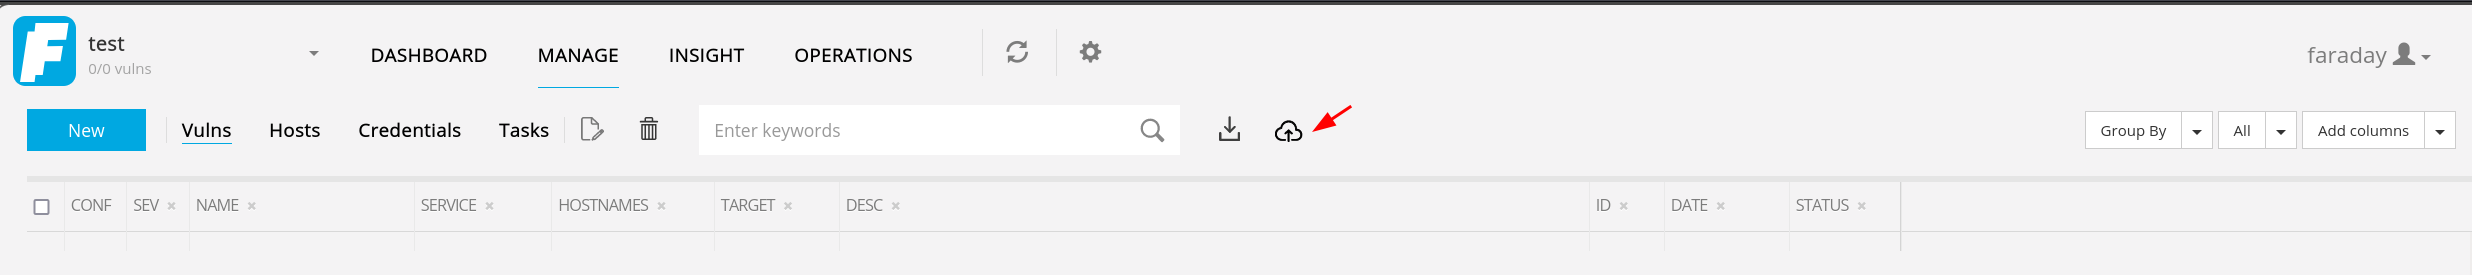 test
0/0 vulns
DASHBOARD MANAGE INSIGHT OPERATIONS
faraday
New Vulns Hosts Credentials Tasks Enter keywords Group By All Add columns
CONF SEV × NAME × SERVICE × HOSTNAMES × TARGET × DESC × ID × DATE × STATUS ×